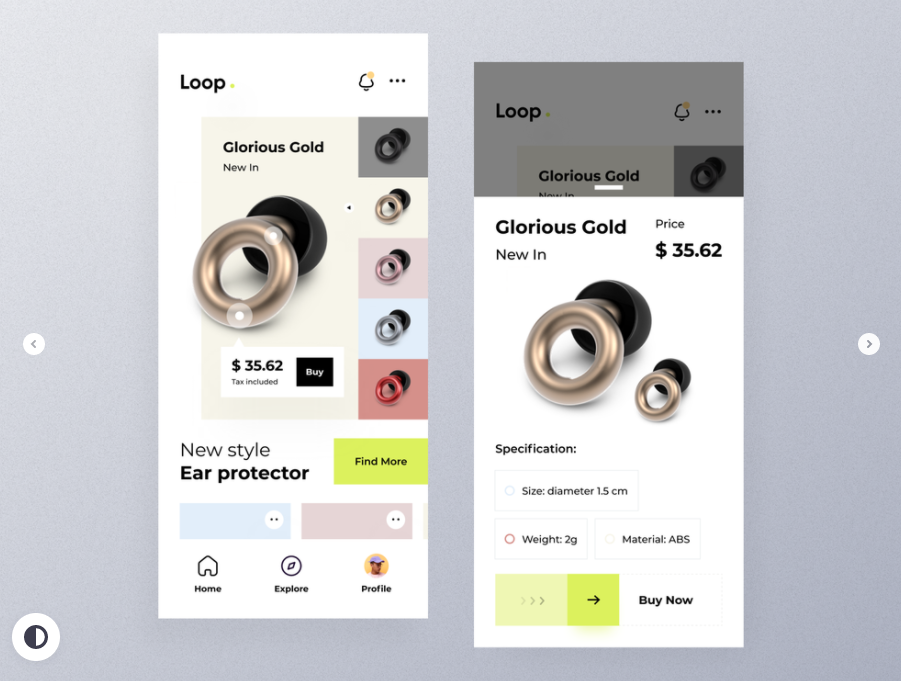 Loop.
Glorious Gold
New In
$ 35.62
Tax included
Buy
New style
Ear protector
Find More
Home
Explore
Profile
Loop.
Glorious Gold
New In
Glorious Gold
New In
Price
$ 35.62
Specification:
Size: diameter 1.5 cm
Weight: 2g
Material: ABS
Buy Now